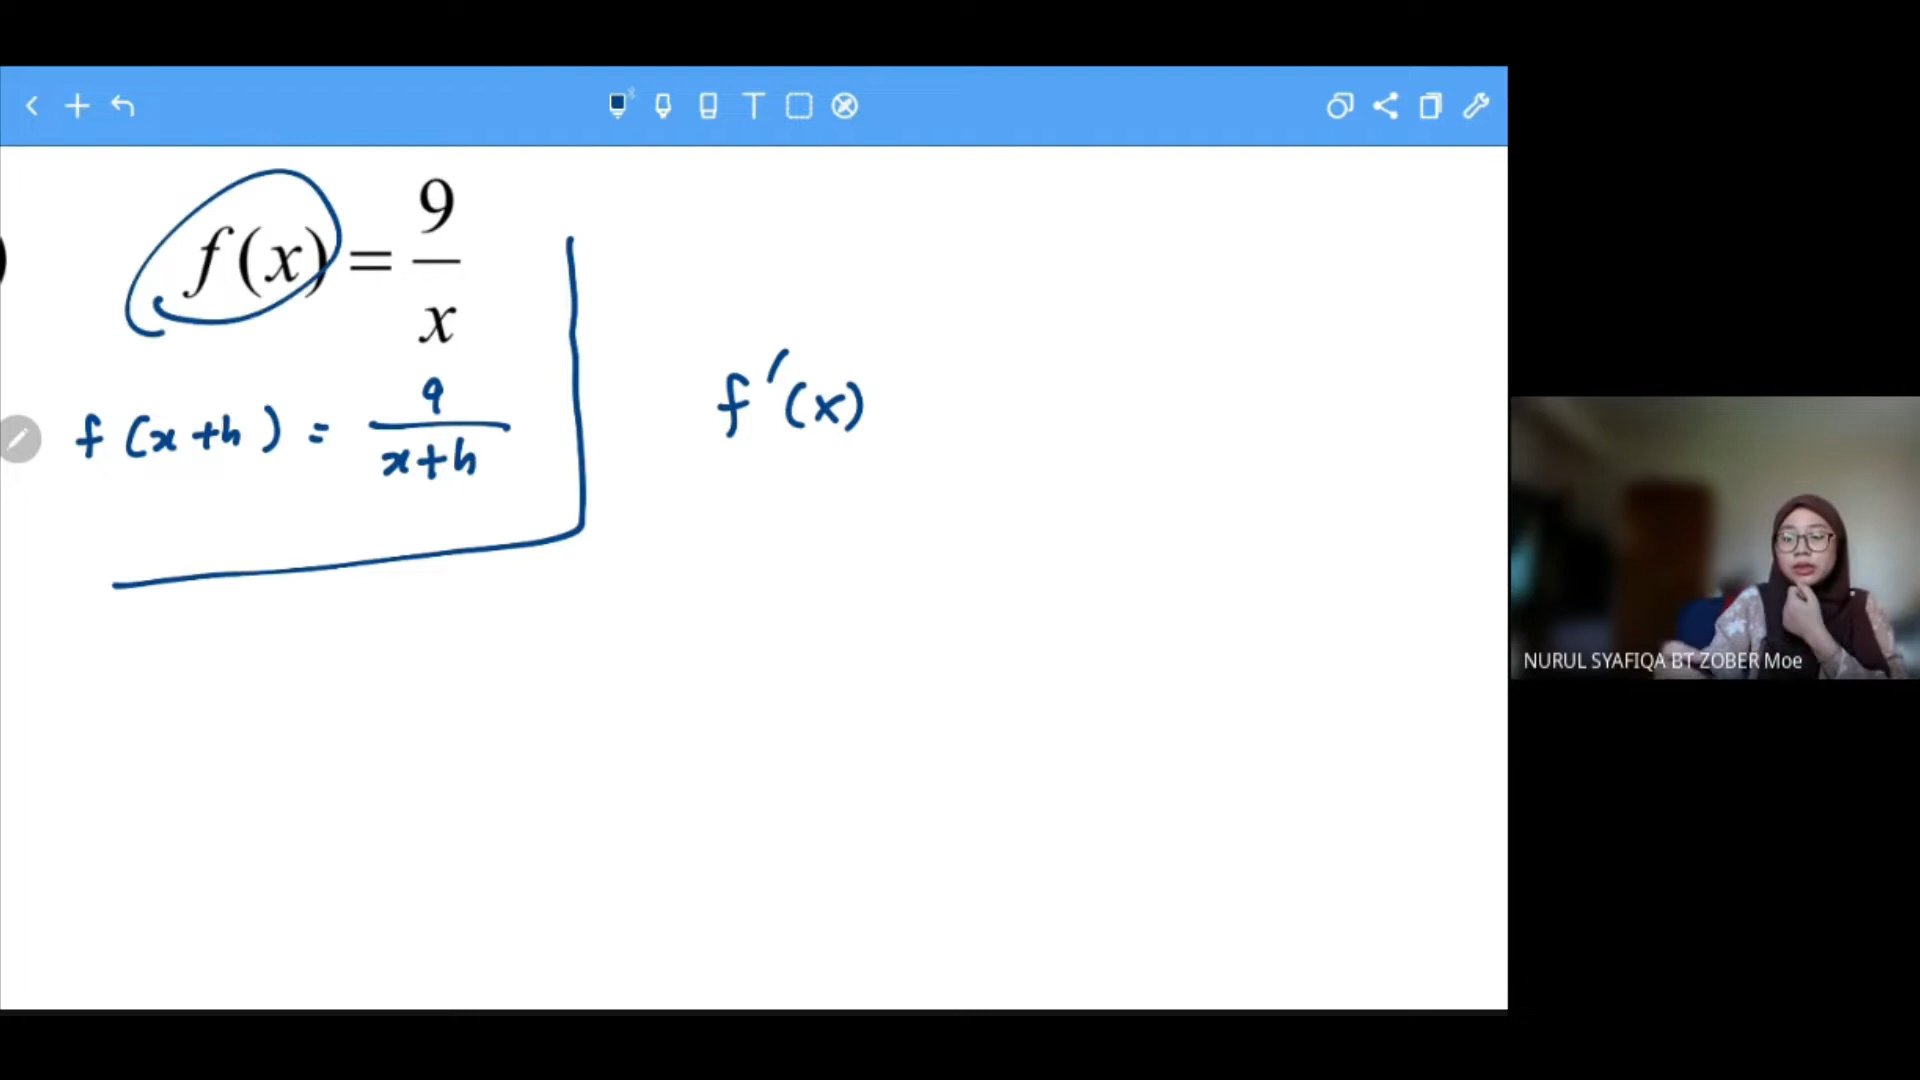 f(x) = 9/x
f(x+h) = 9/(x+h)
f'(x)
NURUL SYAFIQA BT ZOBER Moe